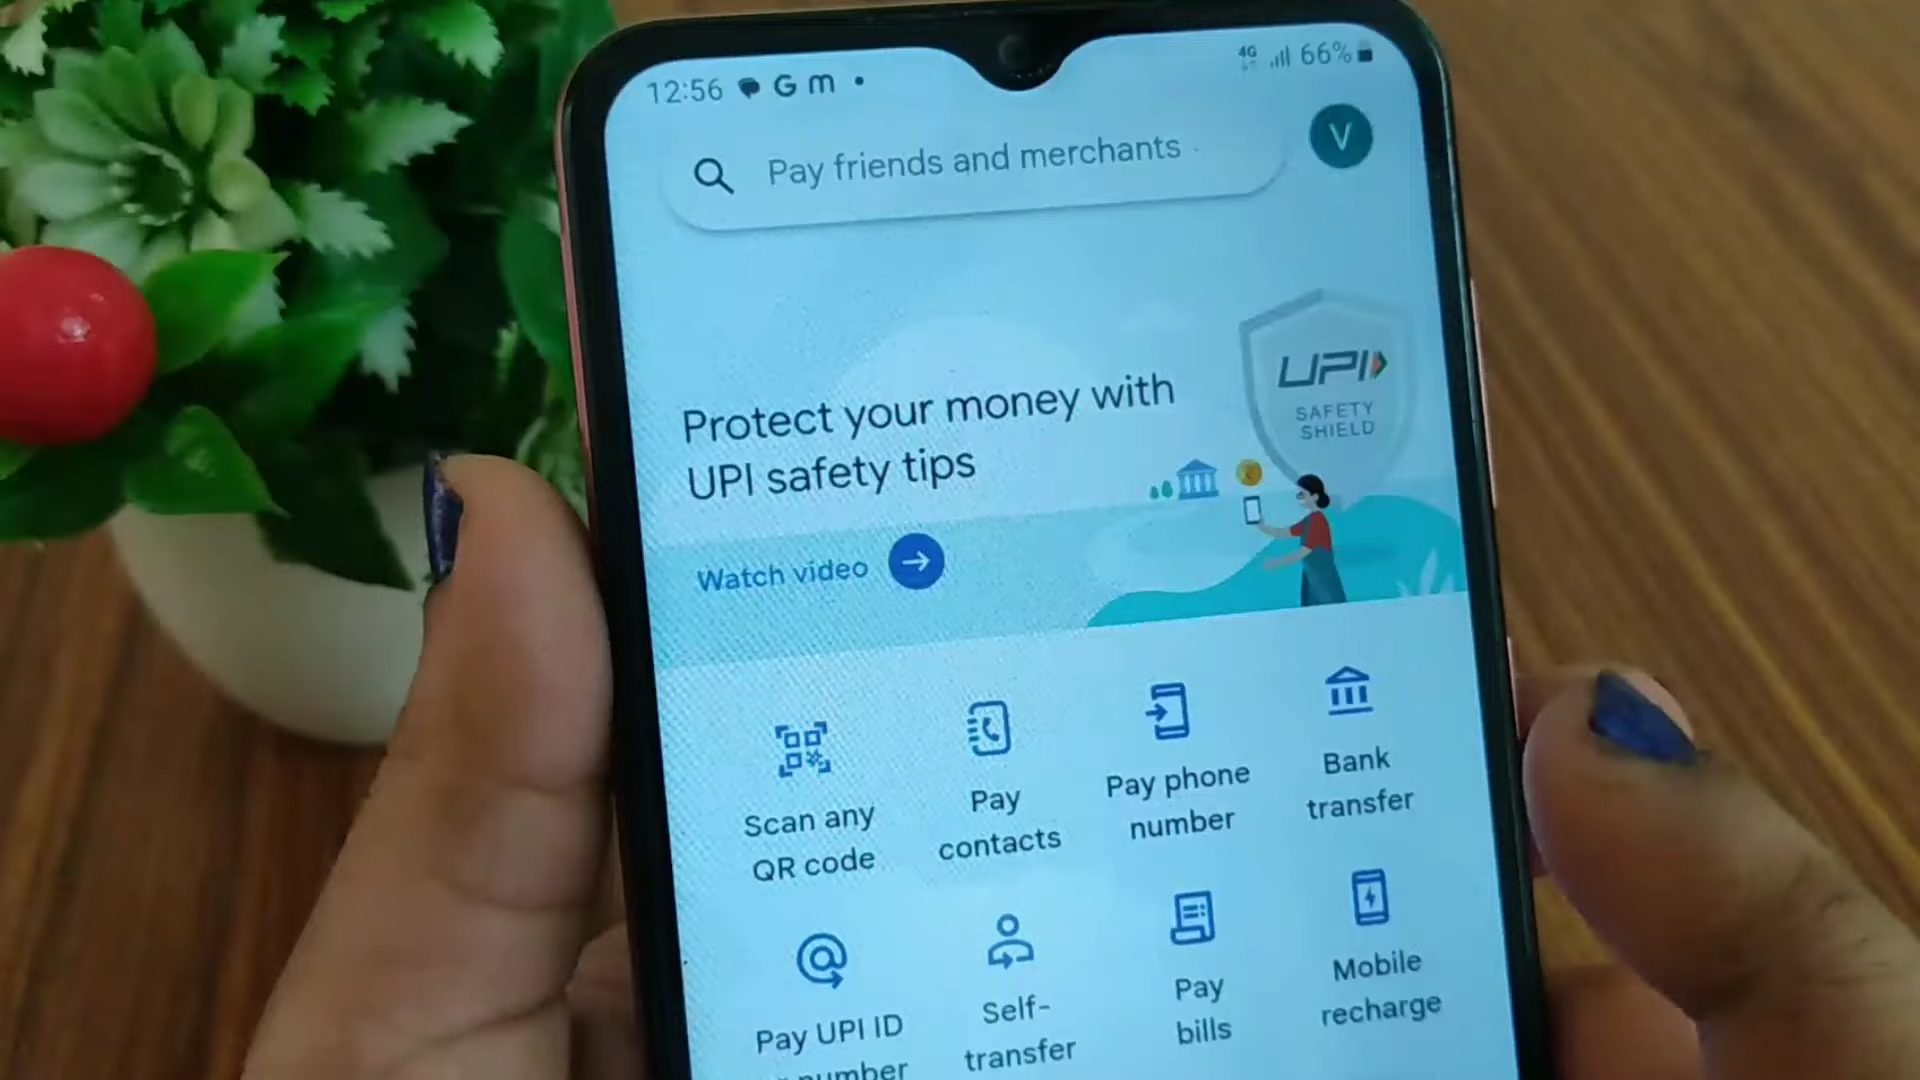 12:56 G m
4G 66%
Pay friends and merchants
V
UPI
SAFETY
SHIELD
Protect your money with
UPI safety tips
Watch video
Scan any
QR code
Pay
contacts
Pay phone
number
Bank
transfer
Pay UPI ID
number
Self-
transfer
Pay
bills
Mobile
recharge